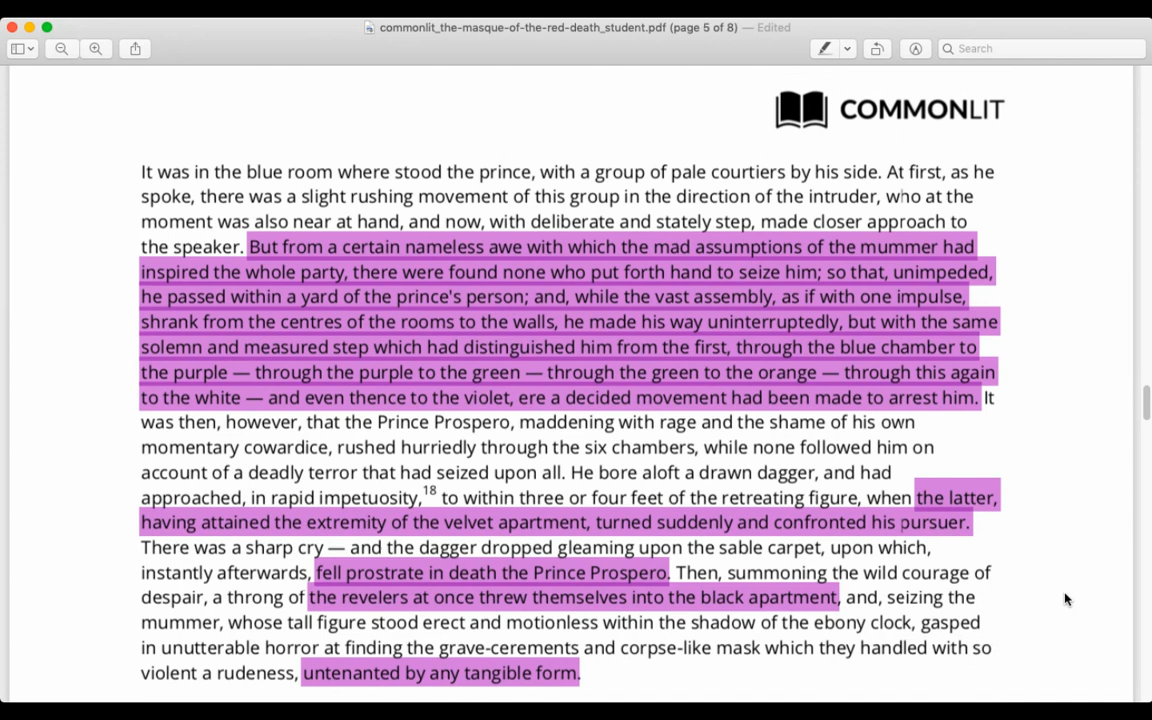 commonlit_the-masque-of-the-red-death_student.pdf (page 5 of 8) — Edited
Search
COMMONLIT
It was in the blue room where stood the prince, with a group of pale courtiers by his side. At first, as he
spoke, there was a slight rushing movement of this group in the direction of the intruder, who at the
moment was also near at hand, and now, with deliberate and stately step, made closer approach to
the speaker. But from a certain nameless awe with which the mad assumptions of the mummer had
inspired the whole party, there were found none who put forth hand to seize him; so that, unimpeded,
he passed within a yard of the prince's person; and, while the vast assembly, as if with one impulse,
shrank from the centres of the rooms to the walls, he made his way uninterruptedly, but with the same
solemn and measured step which had distinguished him from the first, through the blue chamber to
the purple — through the purple to the green — through the green to the orange — through this again
to the white — and even thence to the violet, ere a decided movement had been made to arrest him. It
was then, however, that the Prince Prospero, maddening with rage and the shame of his own
momentary cowardice, rushed hurriedly through the six chambers, while none followed him on
account of a deadly terror that had seized upon all. He bore aloft a drawn dagger, and had
approached, in rapid impetuosity,18 to within three or four feet of the retreating figure, when the latter,
having attained the extremity of the velvet apartment, turned suddenly and confronted his pursuer.
There was a sharp cry — and the dagger dropped gleaming upon the sable carpet, upon which,
instantly afterwards, fell prostrate in death the Prince Prospero. Then, summoning the wild courage of
despair, a throng of the revelers at once threw themselves into the black apartment, and, seizing the
mummer, whose tall figure stood erect and motionless within the shadow of the ebony clock, gasped
in unutterable horror at finding the grave-cerements and corpse-like mask which they handled with so
violent a rudeness, untenanted by any tangible form.